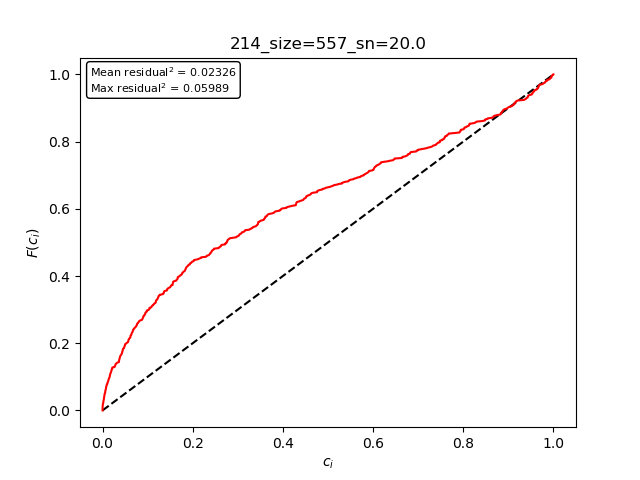 214_size=557_sn=20.0
Mean residual² = 0.02326
Max residual² = 0.05989
1.0
0.8
0.6
0.4
0.2
0.0
F(cᵢ)
0.0 0.2 0.4 0.6 0.8 1.0
cᵢ